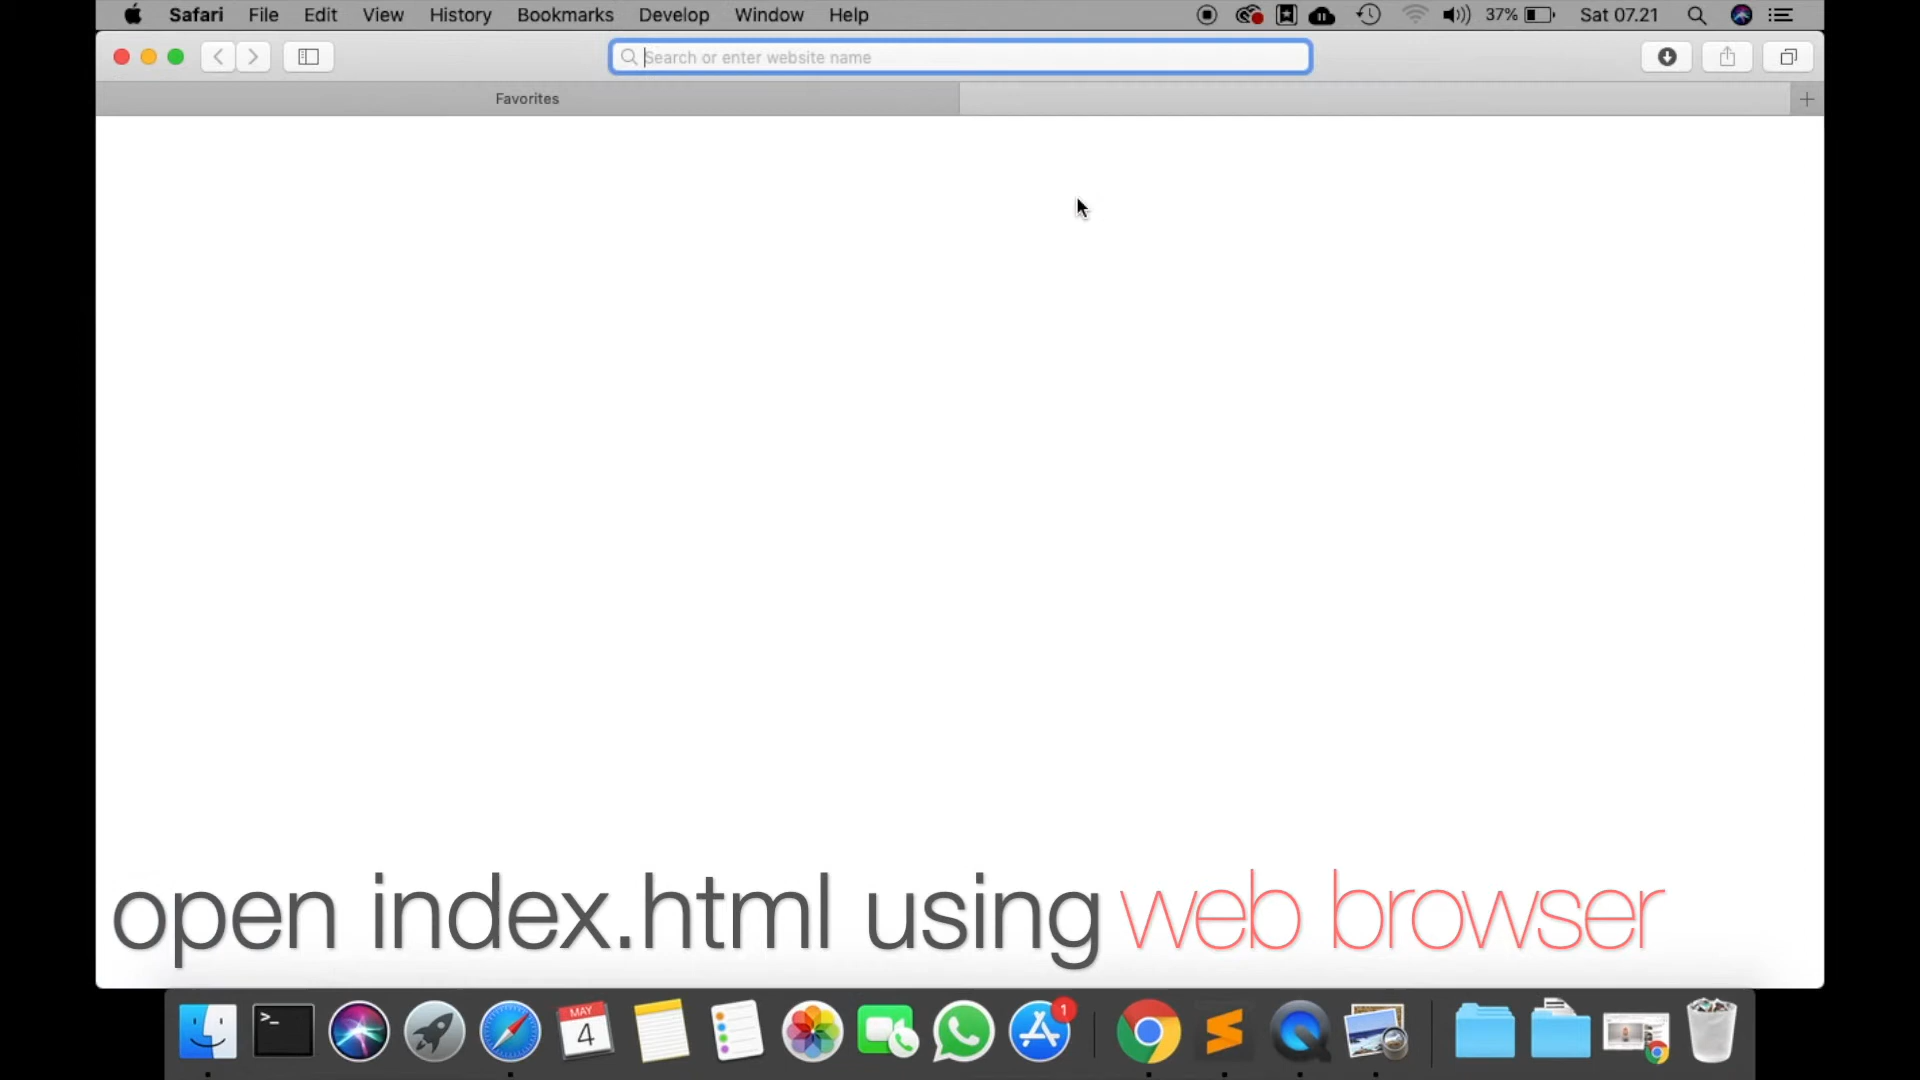 Safari File Edit View History Bookmarks Develop Window Help 37% Sat 07.21
Search or enter website name
Favorites
open index.html using web browser
>_
MAY
4
1